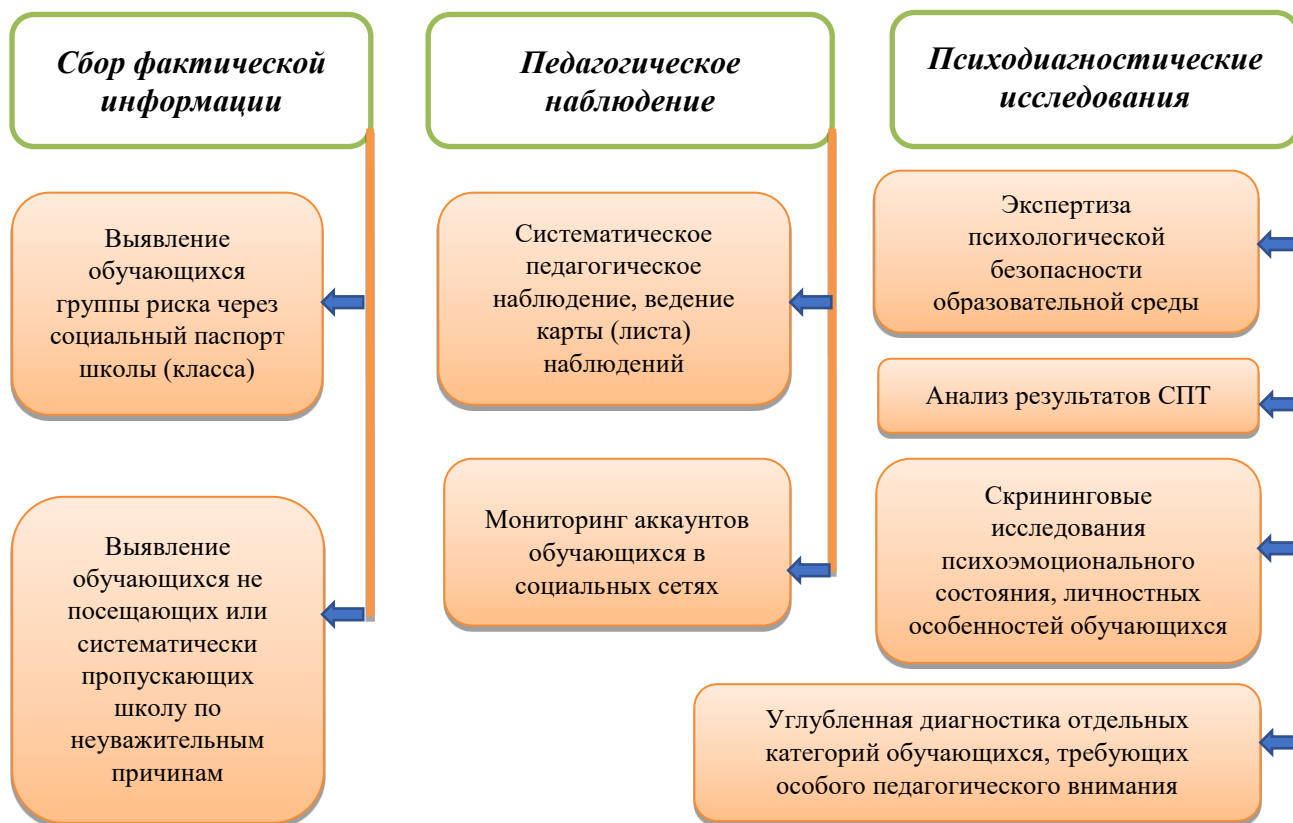 Сбор фактической
информации
Выявление
обучающихся
группы риска через
социальный паспорт
школы (класса)
Выявление
обучающихся не
посещающих или
систематически
пропускающих
школу по
неуважительным
причинам
Педагогическое
наблюдение
Систематическое
педагогическое
наблюдение, ведение
карты (листа)
наблюдений
Мониторинг аккаунтов
обучающихся в
социальных сетях
Психодиагностические
исследования
Экспертиза
психологической
безопасности
образовательной среды
Анализ результатов СПТ
Скрининговые
исследования
психоэмоционального
состояния, личностных
особенностей обучающихся
Углубленная диагностика отдельных
категорий обучающихся, требующих
особого педагогического внимания